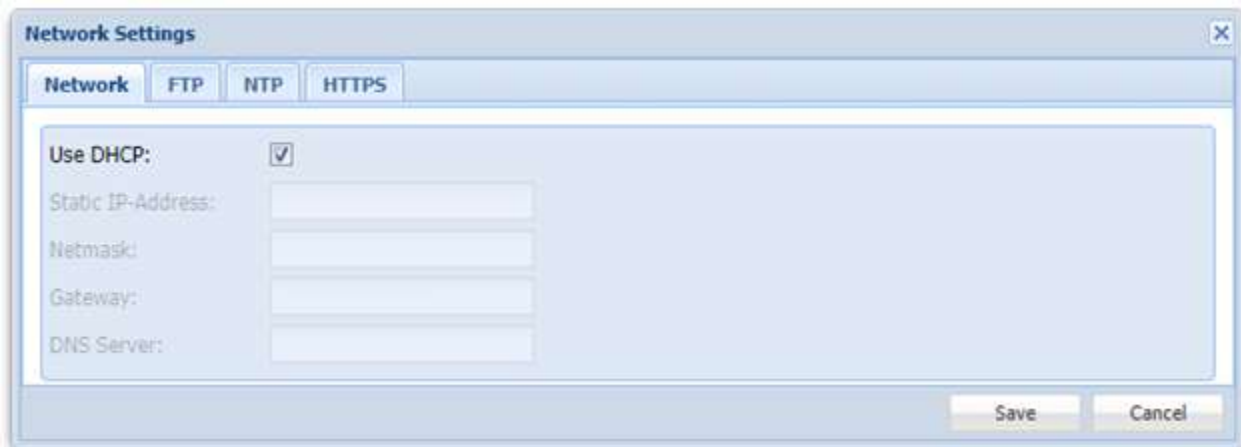 Network Settings
Network FTP NTP HTTPS
Use DHCP:
Static IP-Address:
Netmask:
Gateway:
DNS Server:
Save Cancel